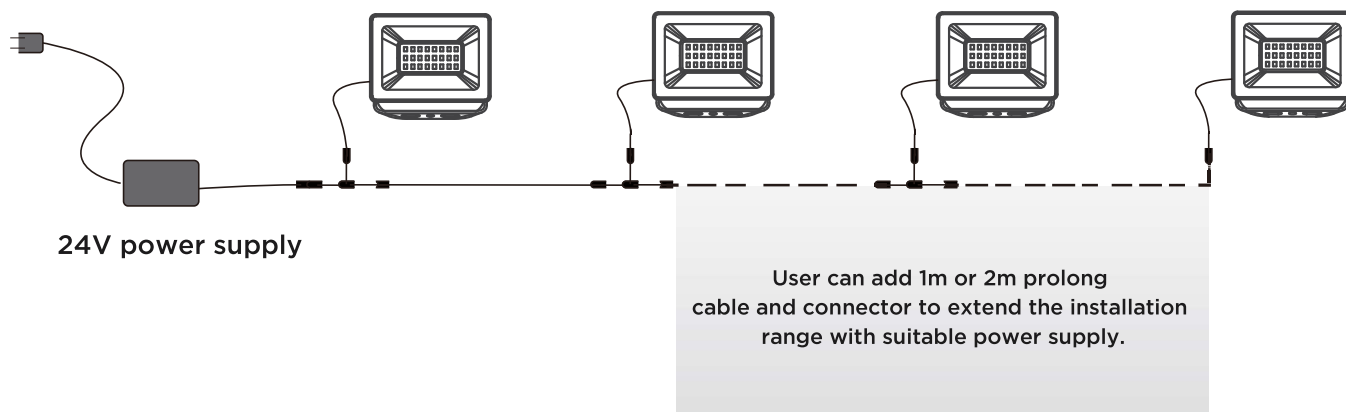 24V power supply
User can add 1m or 2m prolong
cable and connector to extend the installation
range with suitable power supply.